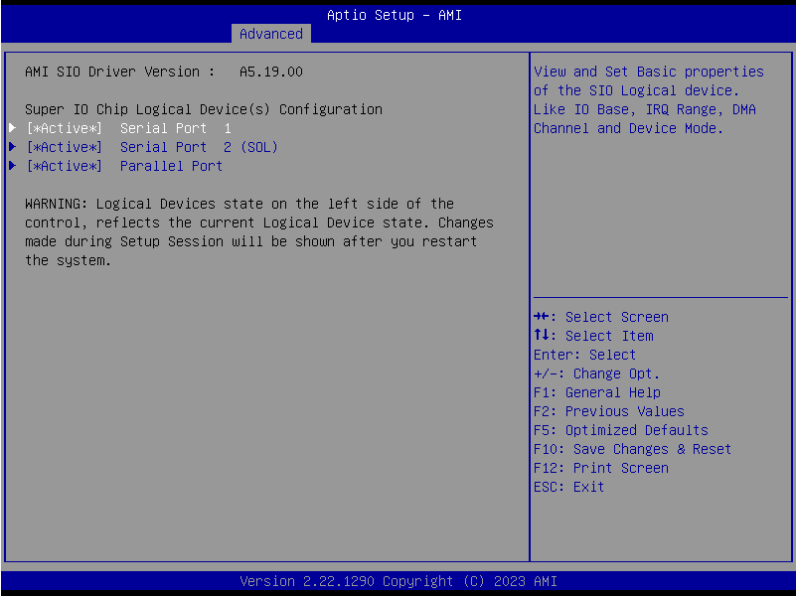 Aptio Setup – AMI
Advanced
AMI SIO Driver Version : A5.19.00
Super IO Chip Logical Device(s) Configuration
[*Active*] Serial Port 1
[*Active*] Serial Port 2 (SOL)
[*Active*] Parallel Port
WARNING: Logical Devices state on the left side of the
control, reflects the current Logical Device state. Changes
made during Setup Session will be shown after you restart
the system.
View and Set Basic properties
of the SIO Logical device.
Like IO Base, IRQ Range, DMA
Channel and Device Mode.
→←: Select Screen
↑↓: Select Item
Enter: Select
+/-: Change Opt.
F1: General Help
F2: Previous Values
F5: Optimized Defaults
F10: Save Changes & Reset
F12: Print Screen
ESC: Exit
Version 2.22.1290 Copyright (C) 2023 AMI